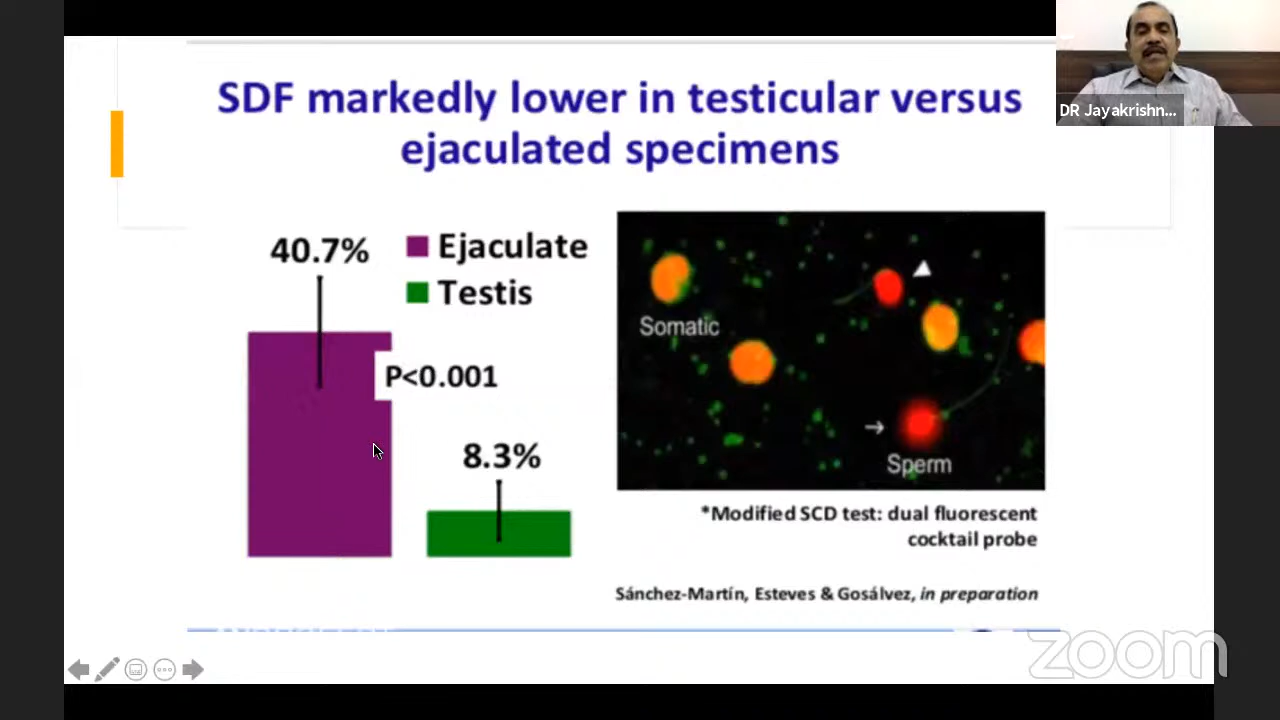 SDF markedly lower in testicular versus
ejaculated specimens
DR Jayakrishn...
40.7%
Ejaculate
Testis
P<0.001
8.3%
Somatic
Sperm
*Modified SCD test: dual fluorescent
cocktail probe
Sánchez-Martín, Esteves & Gosálvez, in preparation
zoom